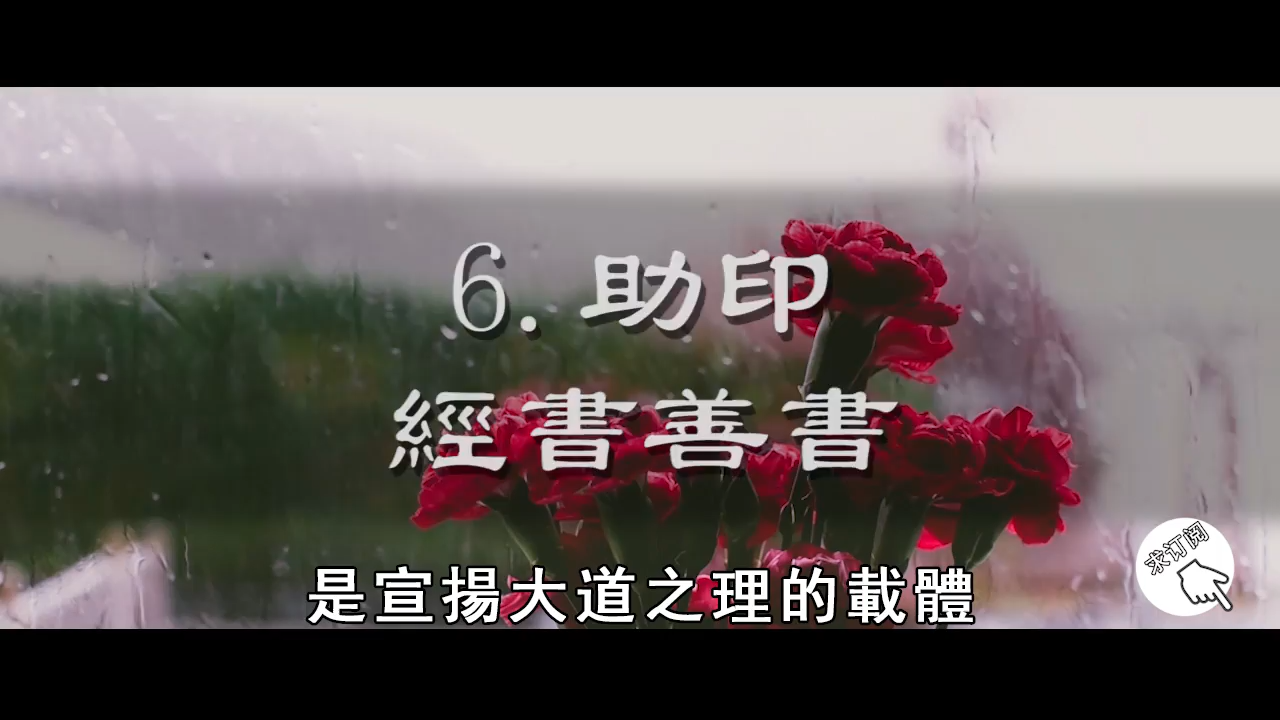 6. 助印
經書善書
是宣揚大道之理的載體
求订阅